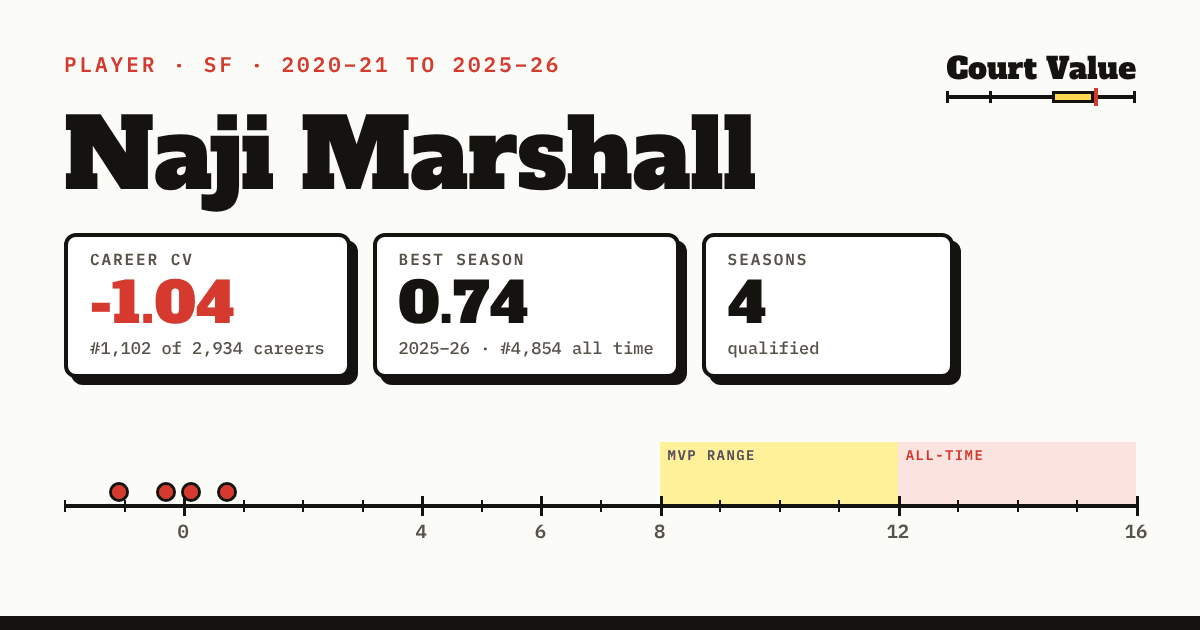 PLAYER · SF · 2020–21 TO 2025–26
Court Value
Naji Marshall
CAREER CV
-1.04
#1,102 of 2,934 careers
BEST SEASON
0.74
2025–26 · #4,854 all time
SEASONS
4
qualified
MVP RANGE
ALL-TIME
0 4 6 8 12 16